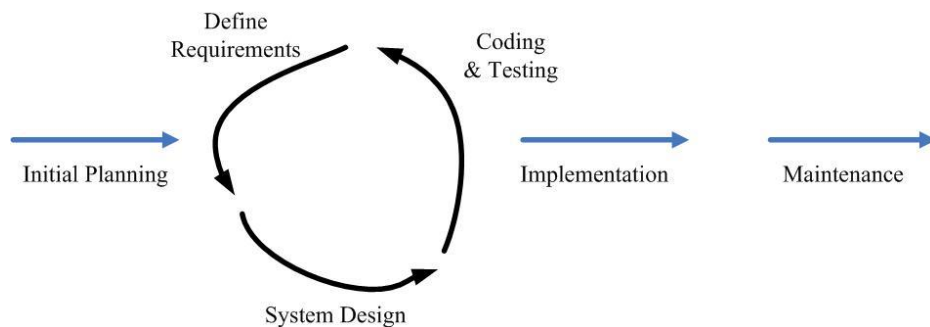 Define
Requirements
Coding
& Testing
Initial Planning
Implementation
Maintenance
System Design